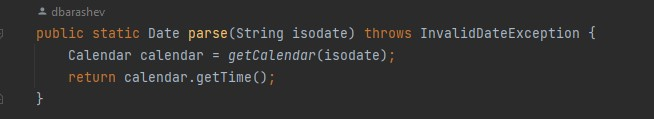 dbarashev
public static Date parse(String isodate) throws InvalidDateException {
    Calendar calendar = getCalendar(isodate);
    return calendar.getTime();
}